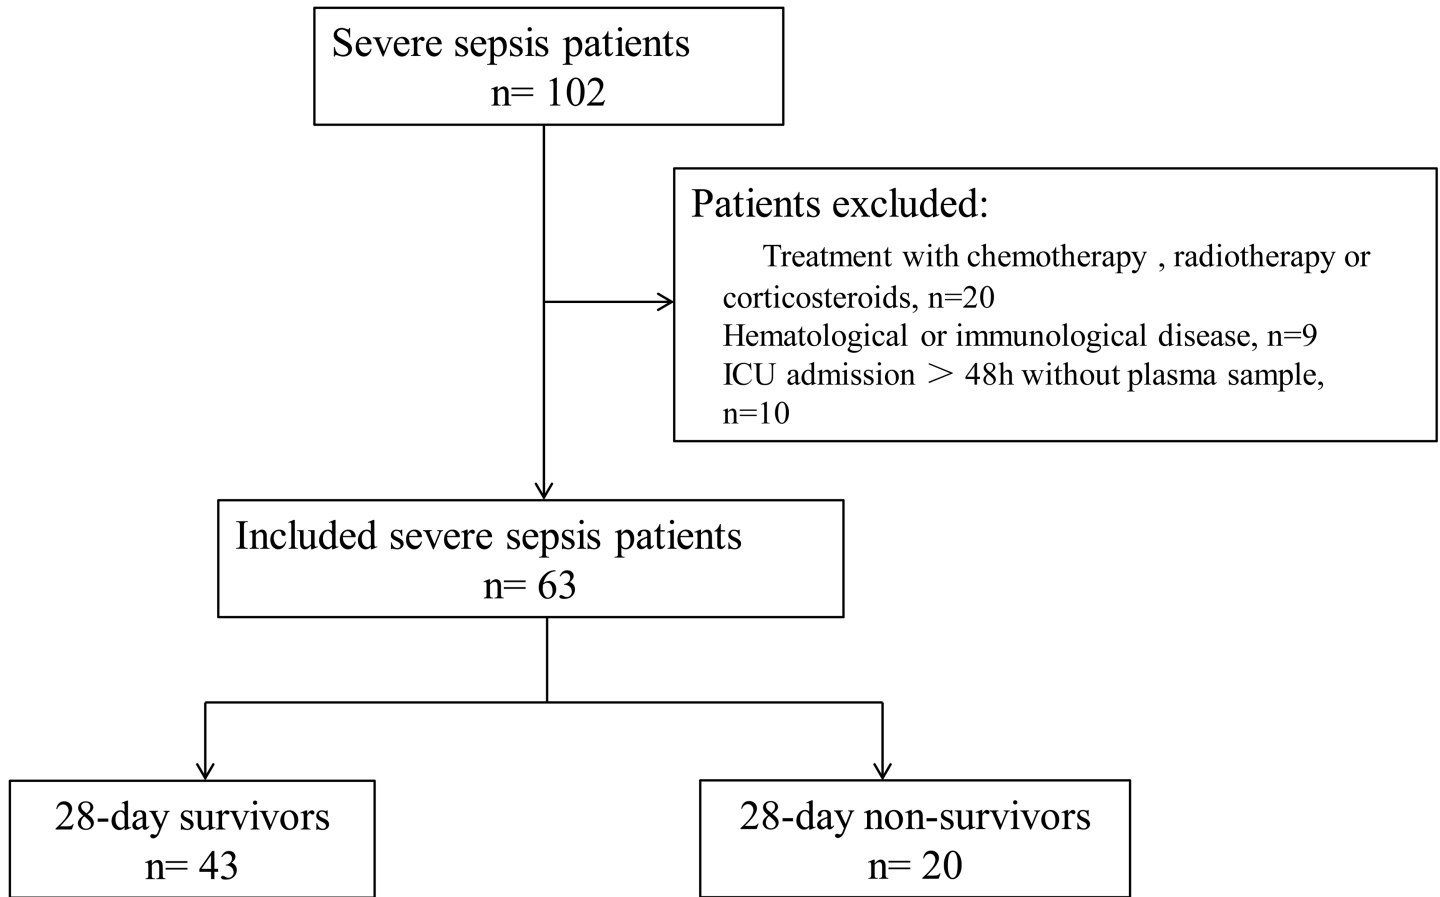 Severe sepsis patients
n= 102
Patients excluded:
Treatment with chemotherapy , radiotherapy or
corticosteroids, n=20
Hematological or immunological disease, n=9
ICU admission ＞ 48h without plasma sample,
n=10
Included severe sepsis patients
n= 63
28-day survivors
n= 43
28-day non-survivors
n= 20